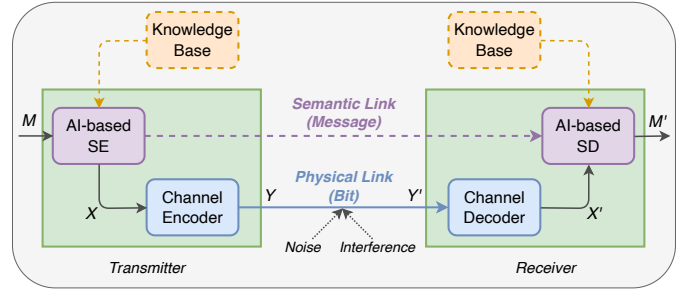 Knowledge
Base
Knowledge
Base
M
AI-based
SE
Semantic Link
(Message)
AI-based
SD
M'
X
Channel
Encoder
Y
Physical Link
(Bit)
Y'
Channel
Decoder
X'
Noise
Interference
Transmitter
Receiver